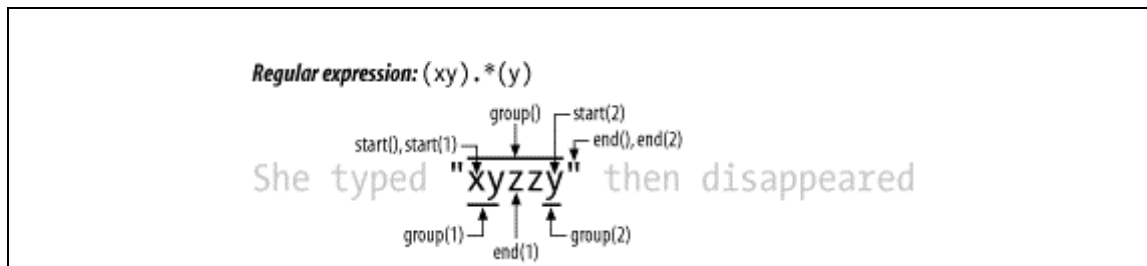 Regular expression: (xy).*(y)
group() start(2)
start(), start(1) end(), end(2)
She typed "xyzzy" then disappeared
group(1) group(2)
end(1)